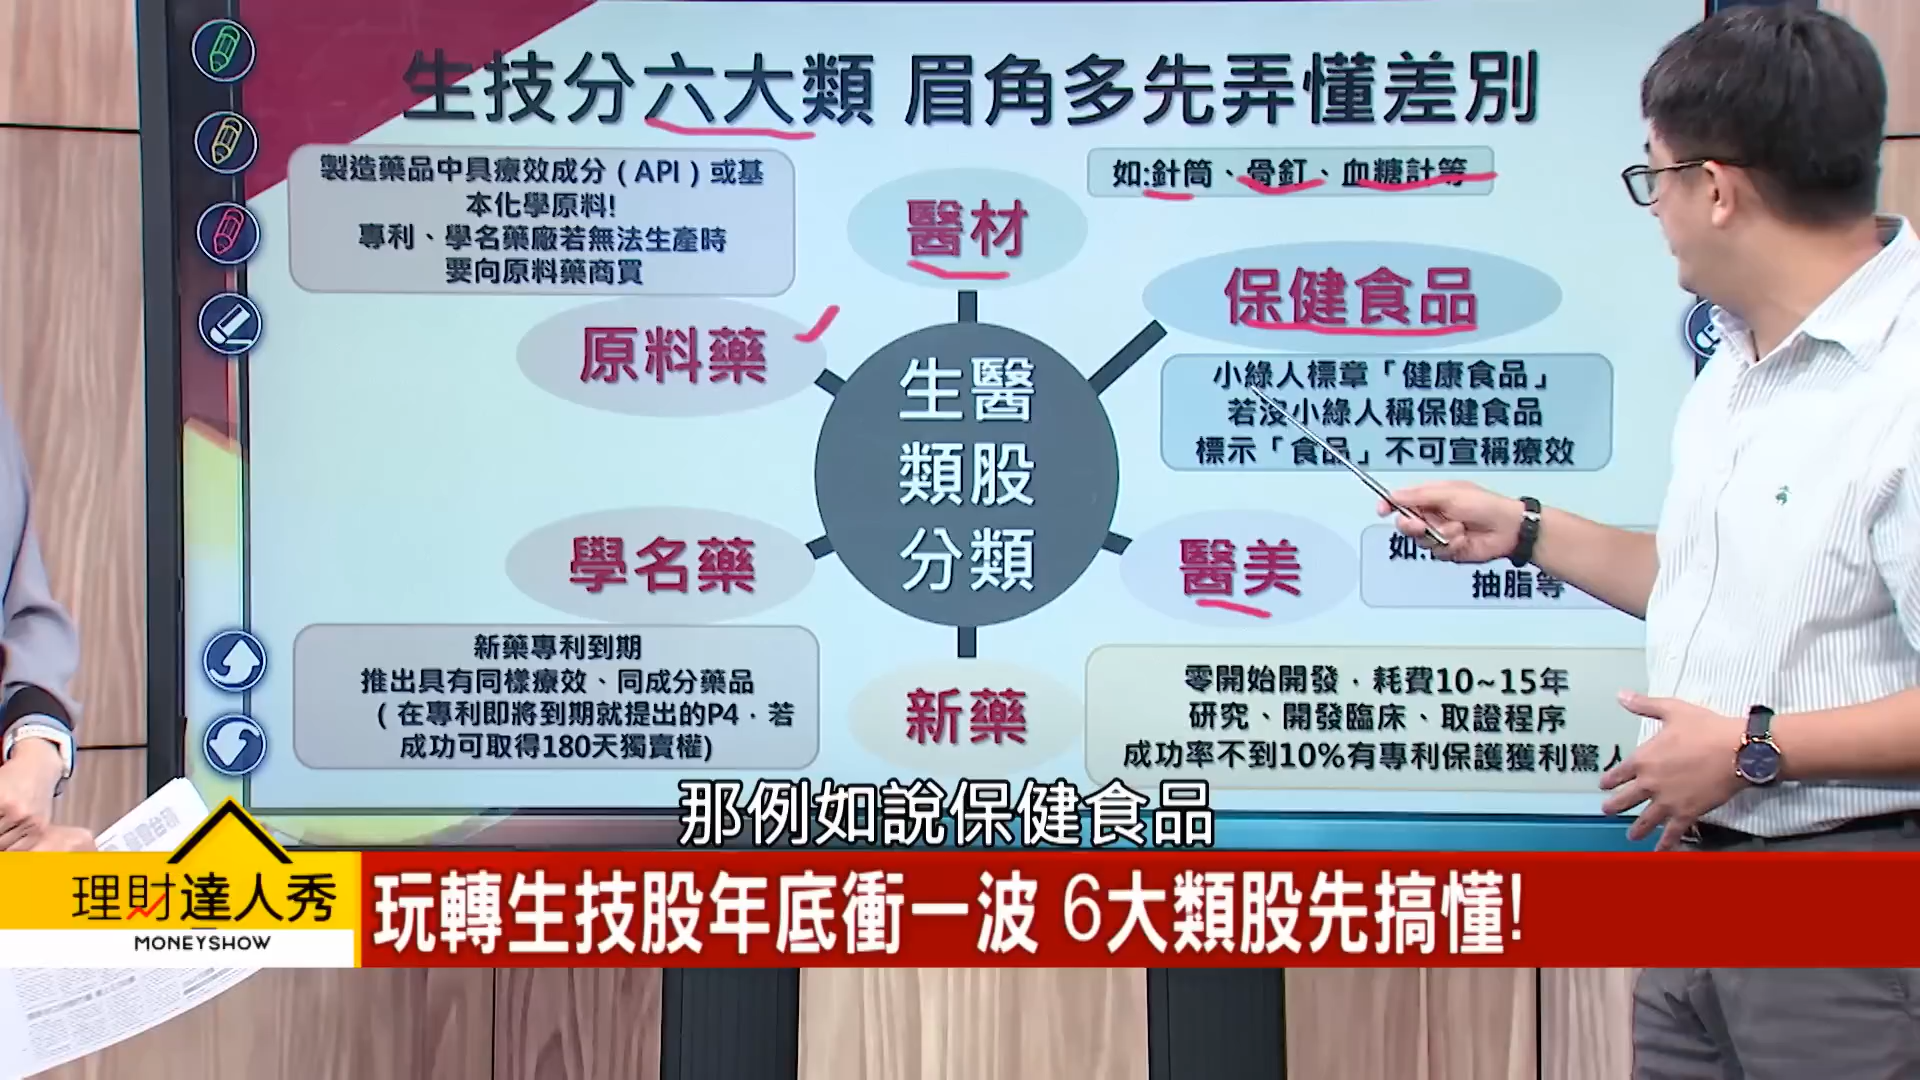 生技分六大類 眉角多先弄懂差別
製造藥品中具療效成分(API)或基
本化學原料!
專利、學名藥廠若無法生產時
要向原料藥商買
如:針筒、骨釘、血糖計等
醫材
保健食品
原料藥
小綠人標章「健康食品」
若沒小綠人稱保健食品
標示「食品」不可宣稱療效
生醫
類股
分類
學名藥
醫美
如:
抽脂等
新藥專利到期
推出具有同樣療效、同成分藥品
(在專利即將到期就提出的P4,若
成功可取得180天獨賣權)
新藥
零開始開發,耗費10~15年
研究、開發臨床、取證程序
成功率不到10%有專利保護獲利驚人
那例如說保健食品
理財達人秀
MONEYSHOW
玩轉生技股年底衝一波 6大類股先搞懂!